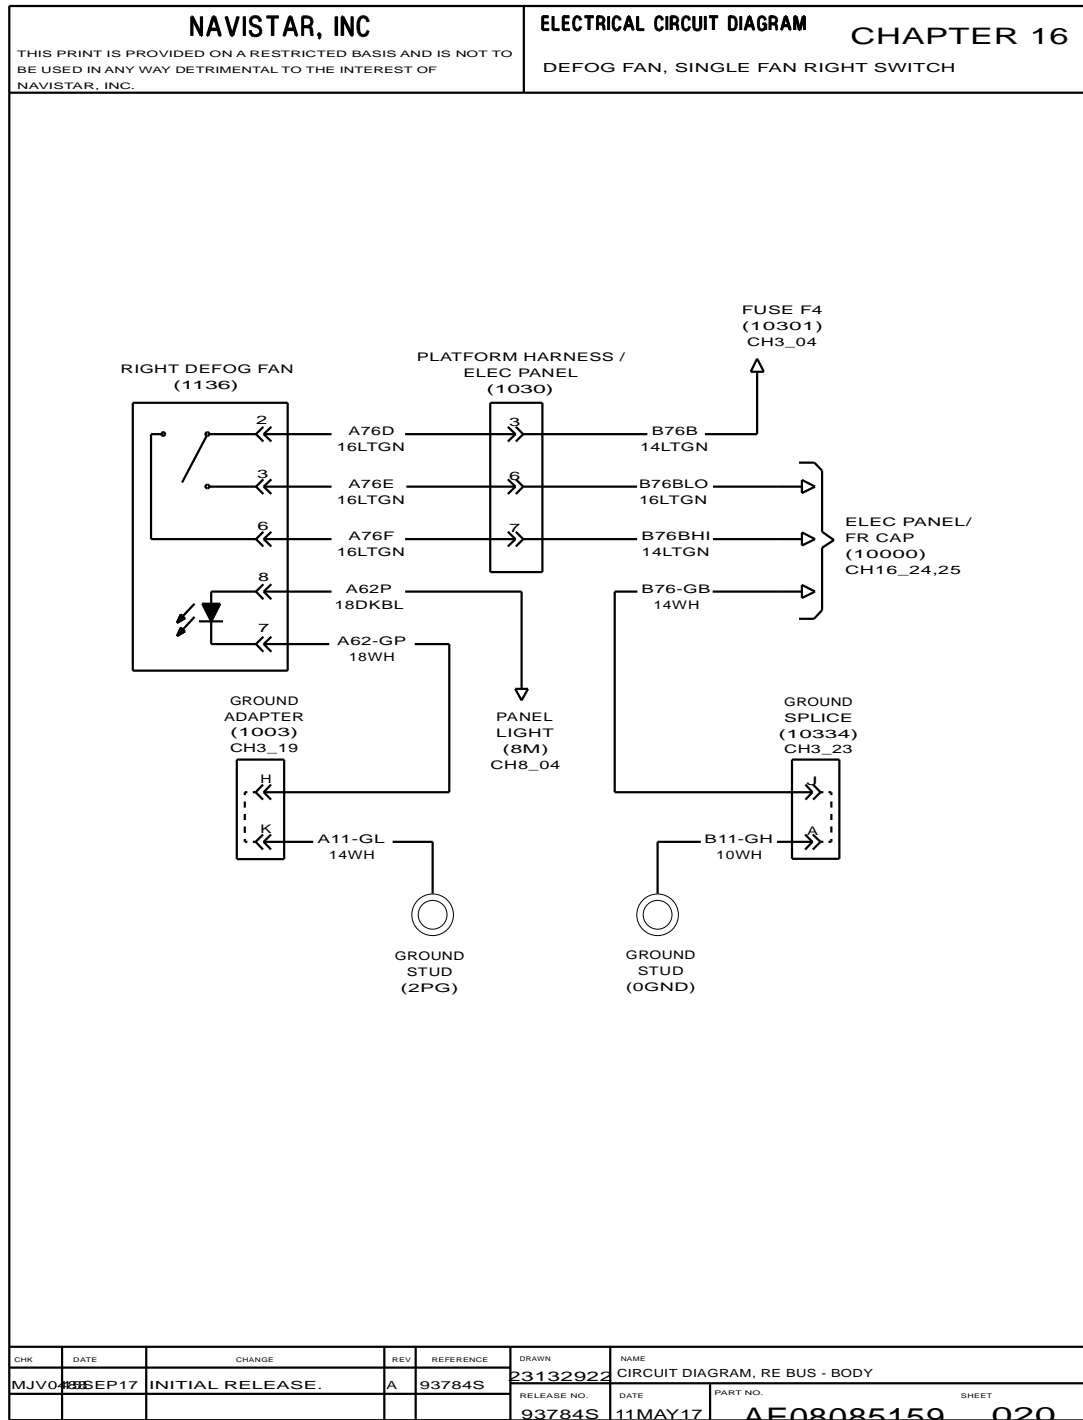 NAVISTAR, INC
THIS PRINT IS PROVIDED ON A RESTRICTED BASIS AND IS NOT TO
BE USED IN ANY WAY DETRIMENTAL TO THE INTEREST OF
NAVISTAR, INC.
ELECTRICAL CIRCUIT DIAGRAM
CHAPTER 16
DEFOG FAN, SINGLE FAN RIGHT SWITCH
FUSE F4
(10301)
CH3_04
RIGHT DEFOG FAN
(1136)
PLATFORM HARNESS /
ELEC PANEL
(1030)
2
A76D
16LTGN
3
B76B
14LTGN
3
A76E
16LTGN
6
B76BLO
16LTGN
6
A76F
16LTGN
7
B76BHI
14LTGN
ELEC PANEL/
FR CAP
(10000)
CH16_24,25
8
A62P
18DKBL
B76-GB
14WH
7
A62-GP
18WH
GROUND
ADAPTER
(1003)
CH3_19
PANEL
LIGHT
(8M)
CH8_04
GROUND
SPLICE
(10334)
CH3_23
H
J
K
A11-GL
14WH
B11-GH
10WH
A
GROUND
STUD
(2PG)
GROUND
STUD
(0GND)
CHK
DATE
CHANGE
REV
REFERENCE
DRAWN
NAME
INITIAL RELEASE.
A
93784S
23132922
CIRCUIT DIAGRAM, RE BUS - BODY
RELEASE NO.
DATE
PART NO.
SHEET
93784S
11MAY17
AE08085159
020